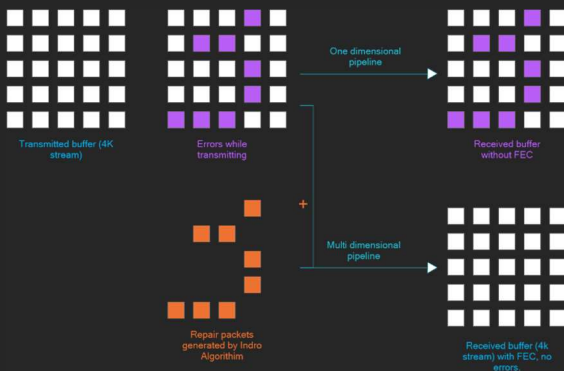 One dimensional
pipeline
Transmitted buffer (4K
stream)
Errors while
transmitting
Received buffer
without FEC
+
Multi dimensional
pipeline
Repair packets
generated by Indro
Algorithim
Received buffer (4k
stream) with FEC, no
errors.